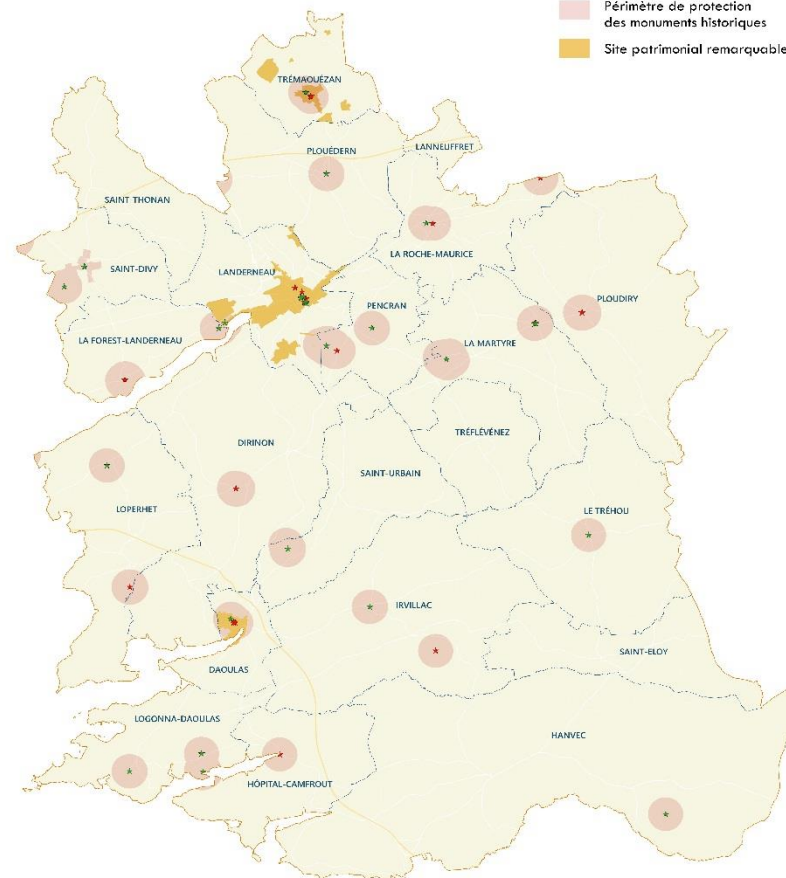 Périmètre de protection
des monuments historiques
Site patrimonial remarquable
TRÉMAOUÉZAN
PLOUÉDERN
LANNEUFFRET
SAINT THONAN
SAINT-DIVY
LANDERNEAU
LA ROCHE-MAURICE
PENCRAN
PLOUDIRY
LA FOREST-LANDERNEAU
LA MARTYRE
DIRINON
TRÉFLÉVÉNEZ
SAINT-URBAIN
LOPERHET
LE TRÉHOU
IRVILLAC
SAINT-ELOY
DAOULAS
LOGONNA-DAOULAS
HANVEC
HÔPITAL-CAMFROUT